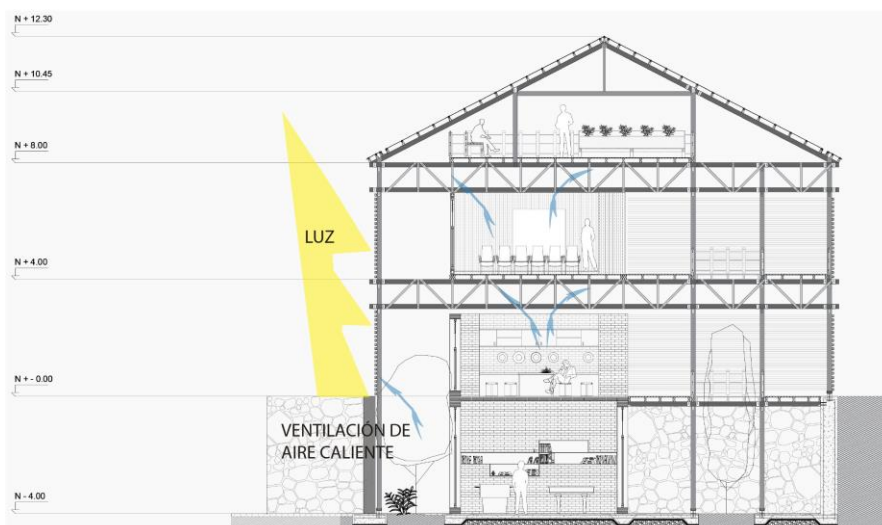 N + 12.30
N + 10.45
N + 8.00
LUZ
N + 4.00
N + - 0.00
VENTILACIÓN DE
AIRE CALIENTE
N - 4.00